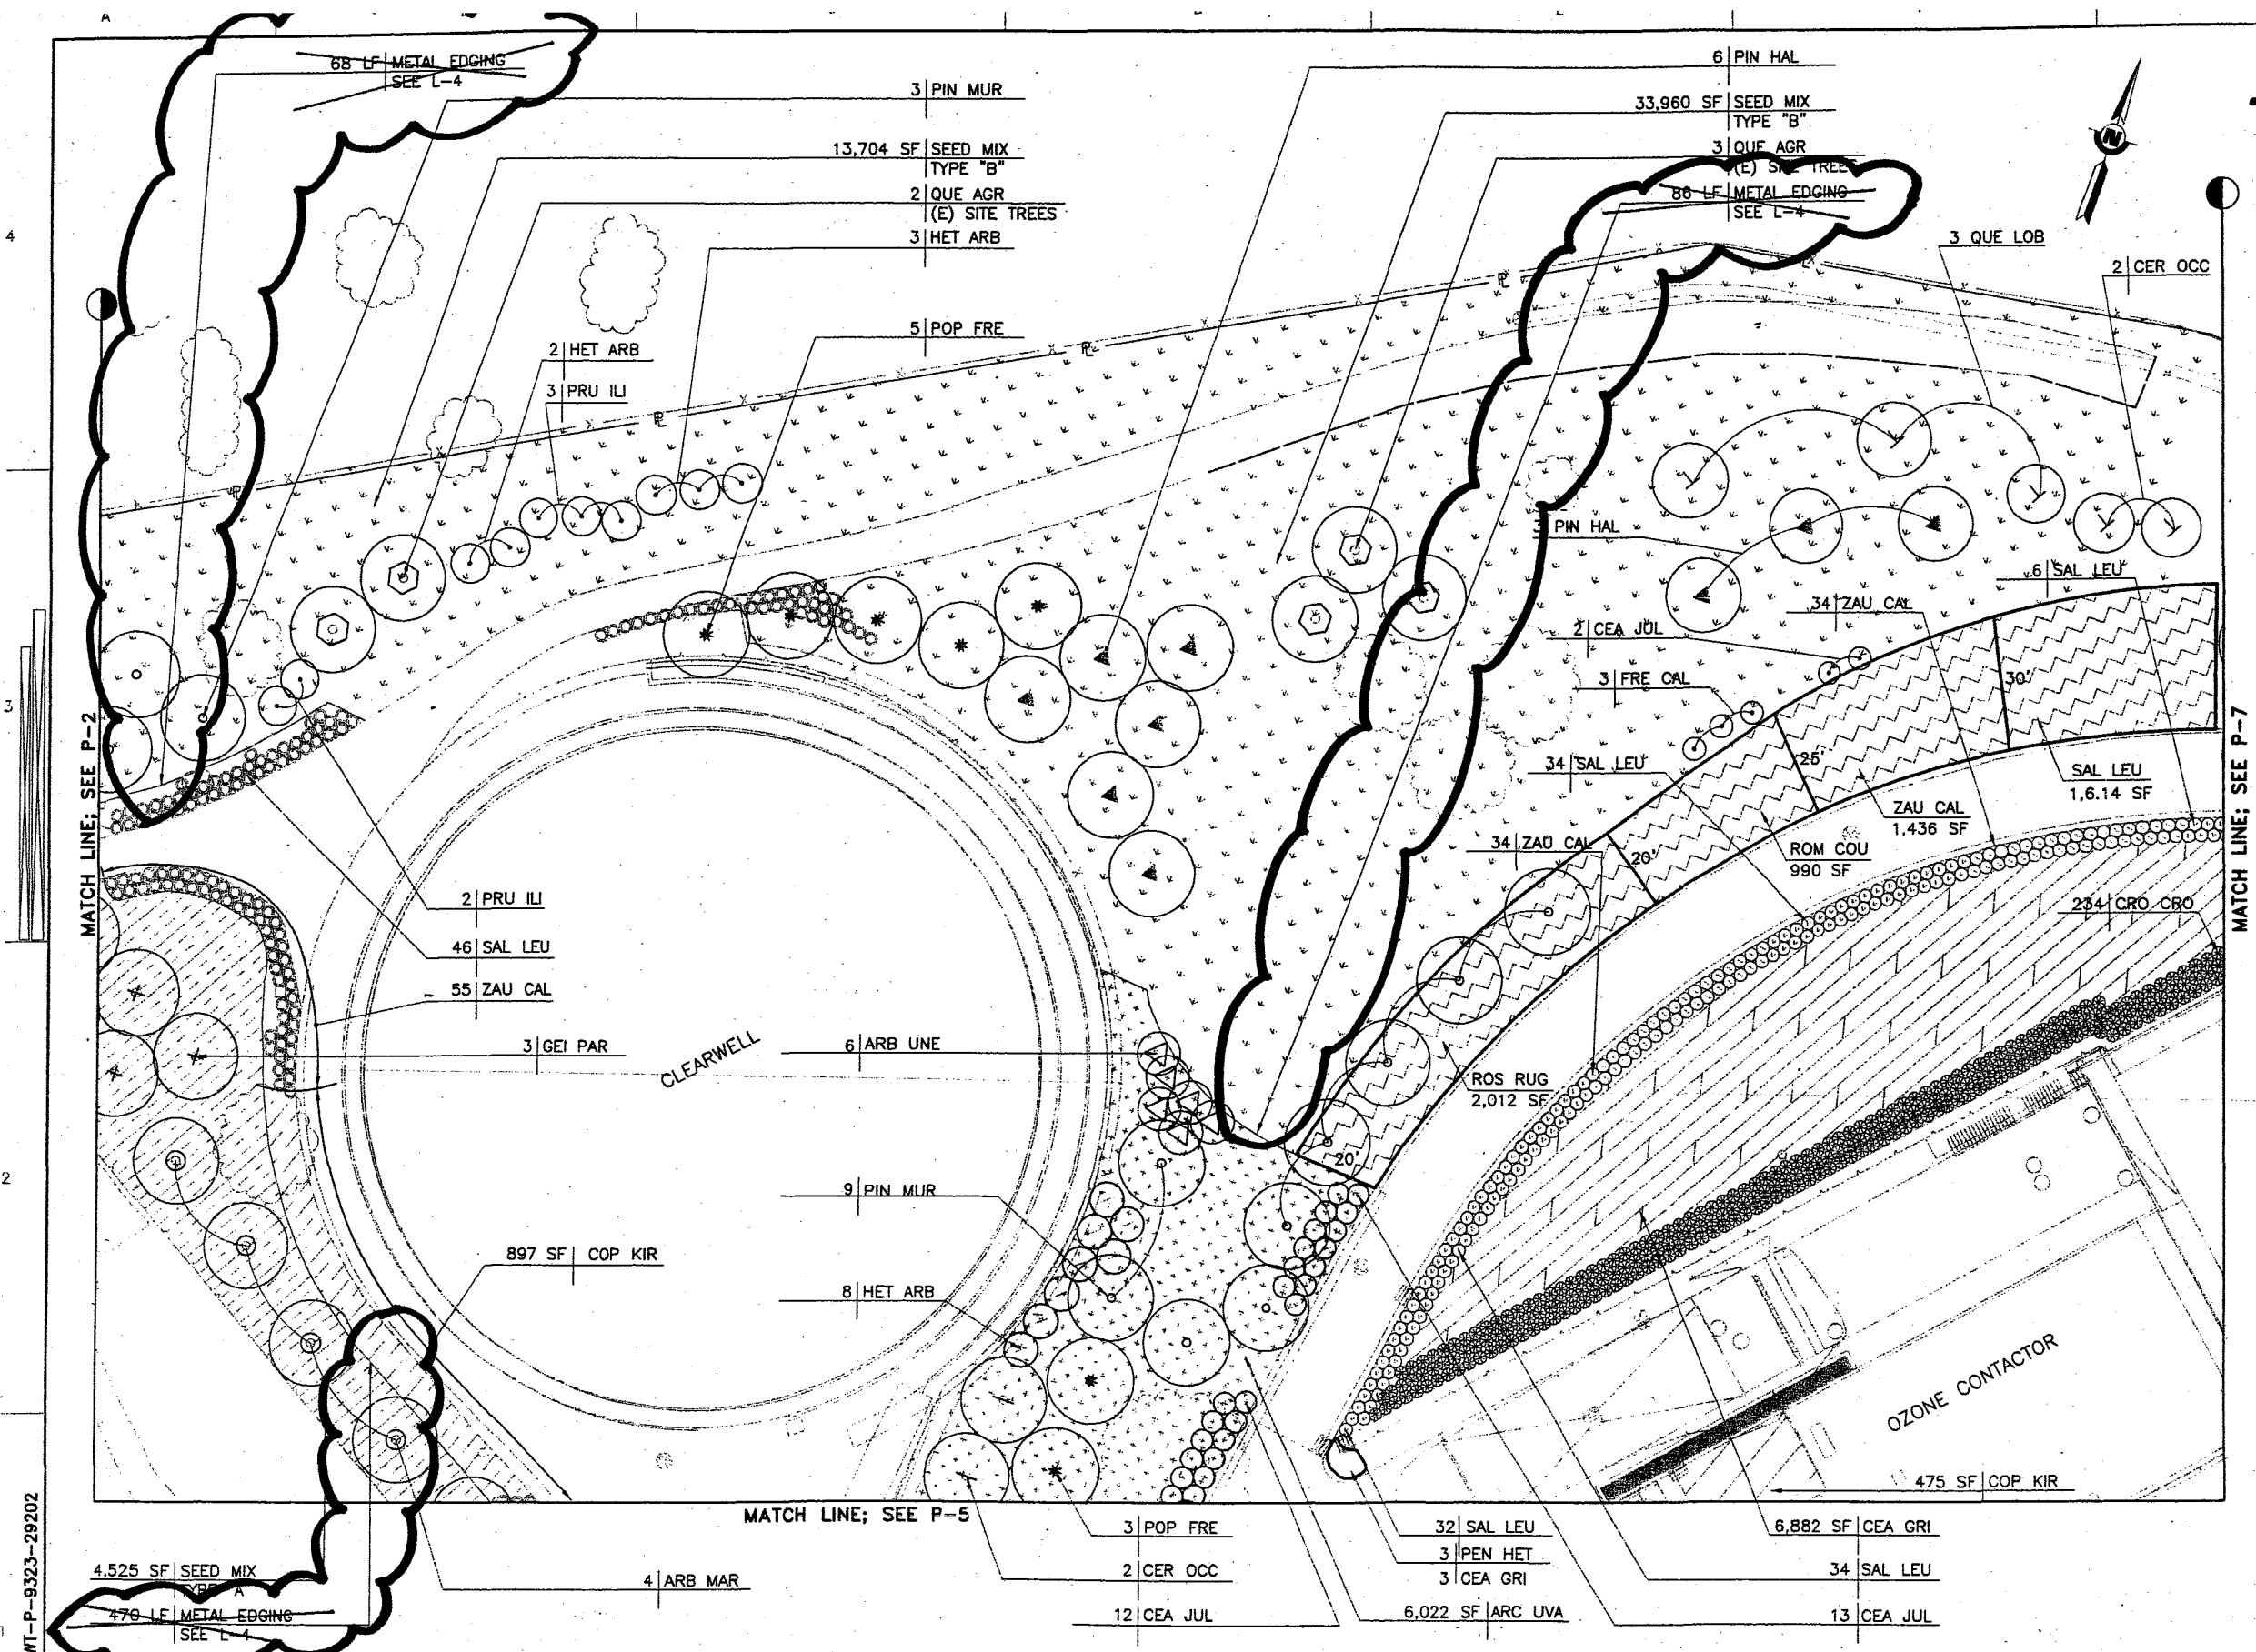 A
68 LF METAL EDGING
SEE L-4
3 PIN MUR
13,704 SF SEED MIX
TYPE "B"
2 QUE AGR
(E) SITE TREES
3 HET ARB
6 PIN HAL
33,960 SF SEED MIX
TYPE "B"
3 QUE AGR
(E) SITE TREES
86 LF METAL EDGING
SEE L-4
N
3 QUE LOB
2 CER OCC
4
5 POP FRE
2 HET ARB
3 PRU ILI
3 PIN HAL
6 SAL LEU
34 ZAU CAL
2 CEA JUL
3 FRE CAL
30'
3
MATCH LINE; SEE P-2
MATCH LINE; SEE P-7
34 SAL LEU
25'
SAL LEU
1,6.14 SF
ZAU CAL
1,436 SF
34 ZAU CAL
20'
ROM COU
990 SF
2 PRU ILI
234 CRO CRO
46 SAL LEU
55 ZAU CAL
3 GEI PAR
CLEARWELL
6 ARB UNE
ROS RUG
2,012 SF
20'
2
9 PIN MUR
897 SF COP KIR
8 HET ARB
OZONE CONTACTOR
475 SF COP KIR
MATCH LINE; SEE P-5
3 POP FRE
32 SAL LEU
6,882 SF CEA GRI
3 PEN HET
4,525 SF SEED MIX
TYPE A
4 ARB MAR
2 CER OCC
3 CEA GRI
34 SAL LEU
470 LF METAL EDGING
SEE L-4
12 CEA JUL
6,022 SF ARC UVA
13 CEA JUL
WT-P-9323-29202